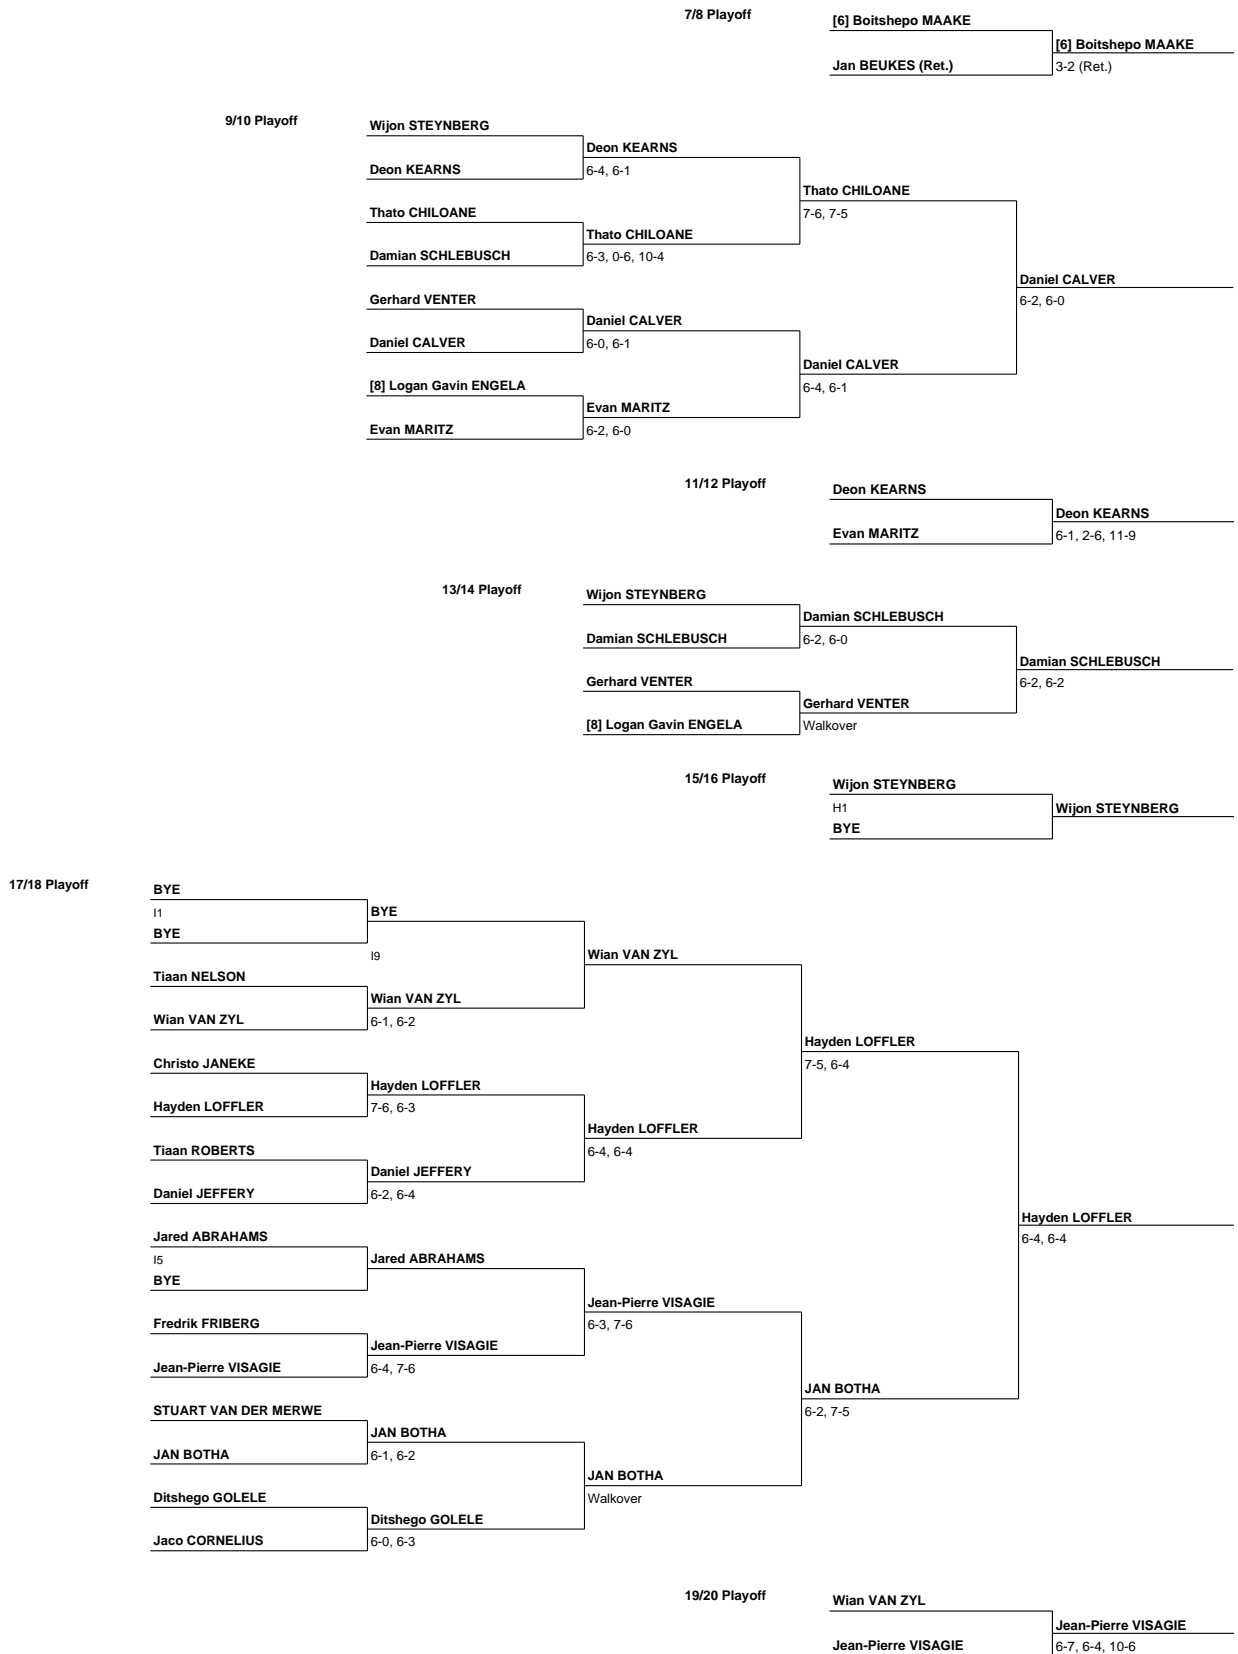 7/8 Playoff
[6] Boitshepo MAAKE
[6] Boitshepo MAAKE
Jan BEUKES (Ret.)
3-2 (Ret.)
9/10 Playoff
Wijon STEYNBERG
Deon KEARNS
Deon KEARNS
6-4, 6-1
Thato CHILOANE
Thato CHILOANE
7-6, 7-5
Thato CHILOANE
Damian SCHLEBUSCH
6-3, 0-6, 10-4
Daniel CALVER
Gerhard VENTER
6-2, 6-0
Daniel CALVER
Daniel CALVER
6-0, 6-1
Daniel CALVER
[8] Logan Gavin ENGELA
6-4, 6-1
Evan MARITZ
Evan MARITZ
6-2, 6-0
11/12 Playoff
Deon KEARNS
Deon KEARNS
Evan MARITZ
6-1, 2-6, 11-9
13/14 Playoff
Wijon STEYNBERG
Damian SCHLEBUSCH
Damian SCHLEBUSCH
6-2, 6-0
Damian SCHLEBUSCH
Gerhard VENTER
6-2, 6-2
Gerhard VENTER
[8] Logan Gavin ENGELA
Walkover
15/16 Playoff
Wijon STEYNBERG
H1
Wijon STEYNBERG
BYE
17/18 Playoff
BYE
I1
BYE
BYE
I9
Wian VAN ZYL
Tiaan NELSON
Wian VAN ZYL
Wian VAN ZYL
6-1, 6-2
Hayden LOFFLER
Christo JANEKE
7-5, 6-4
Hayden LOFFLER
Hayden LOFFLER
7-6, 6-3
Hayden LOFFLER
Tiaan ROBERTS
6-4, 6-4
Daniel JEFFERY
Daniel JEFFERY
6-2, 6-4
Hayden LOFFLER
Jared ABRAHAMS
6-4, 6-4
I5
Jared ABRAHAMS
BYE
Jean-Pierre VISAGIE
Fredrik FRIBERG
6-3, 7-6
Jean-Pierre VISAGIE
Jean-Pierre VISAGIE
6-4, 7-6
JAN BOTHA
STUART VAN DER MERWE
6-2, 7-5
JAN BOTHA
JAN BOTHA
6-1, 6-2
JAN BOTHA
Ditshego GOLELE
Walkover
Ditshego GOLELE
Jaco CORNELIUS
6-0, 6-3
19/20 Playoff
Wian VAN ZYL
Jean-Pierre VISAGIE
Jean-Pierre VISAGIE
6-7, 6-4, 10-6